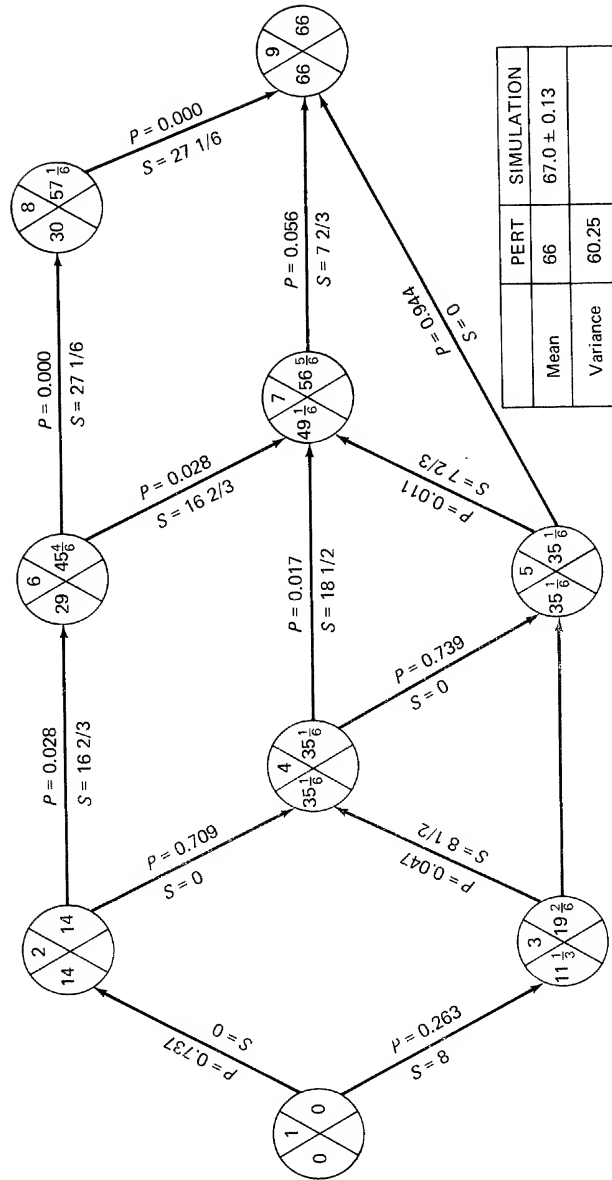 1
0 0
P = 0.737
S = 0
P = 0.263
S = 8
2
14 14
3
11 1/3 19 2/6
P = 0.028
S = 16 2/3
P = 0.709
S = 0
P = 0.047
S = 8 1/2
6
29 45 4/6
4
35 1/6 35 1/6
P = 0.017
S = 18 1/2
P = 0.739
S = 0
5
35 1/6 35 1/6
P = 0.000
S = 27 1/6
P = 0.028
S = 16 2/3
P = 0.011
S = 7 2/3
7
49 1/6 56 5/6
8
30 57 1/6
P = 0.000
S = 27 1/6
P = 0.056
S = 7 2/3
P = 0.944
S = 0
9
66 66
PERT SIMULATION
Mean 66 67.0 ± 0.13
Variance 60.25